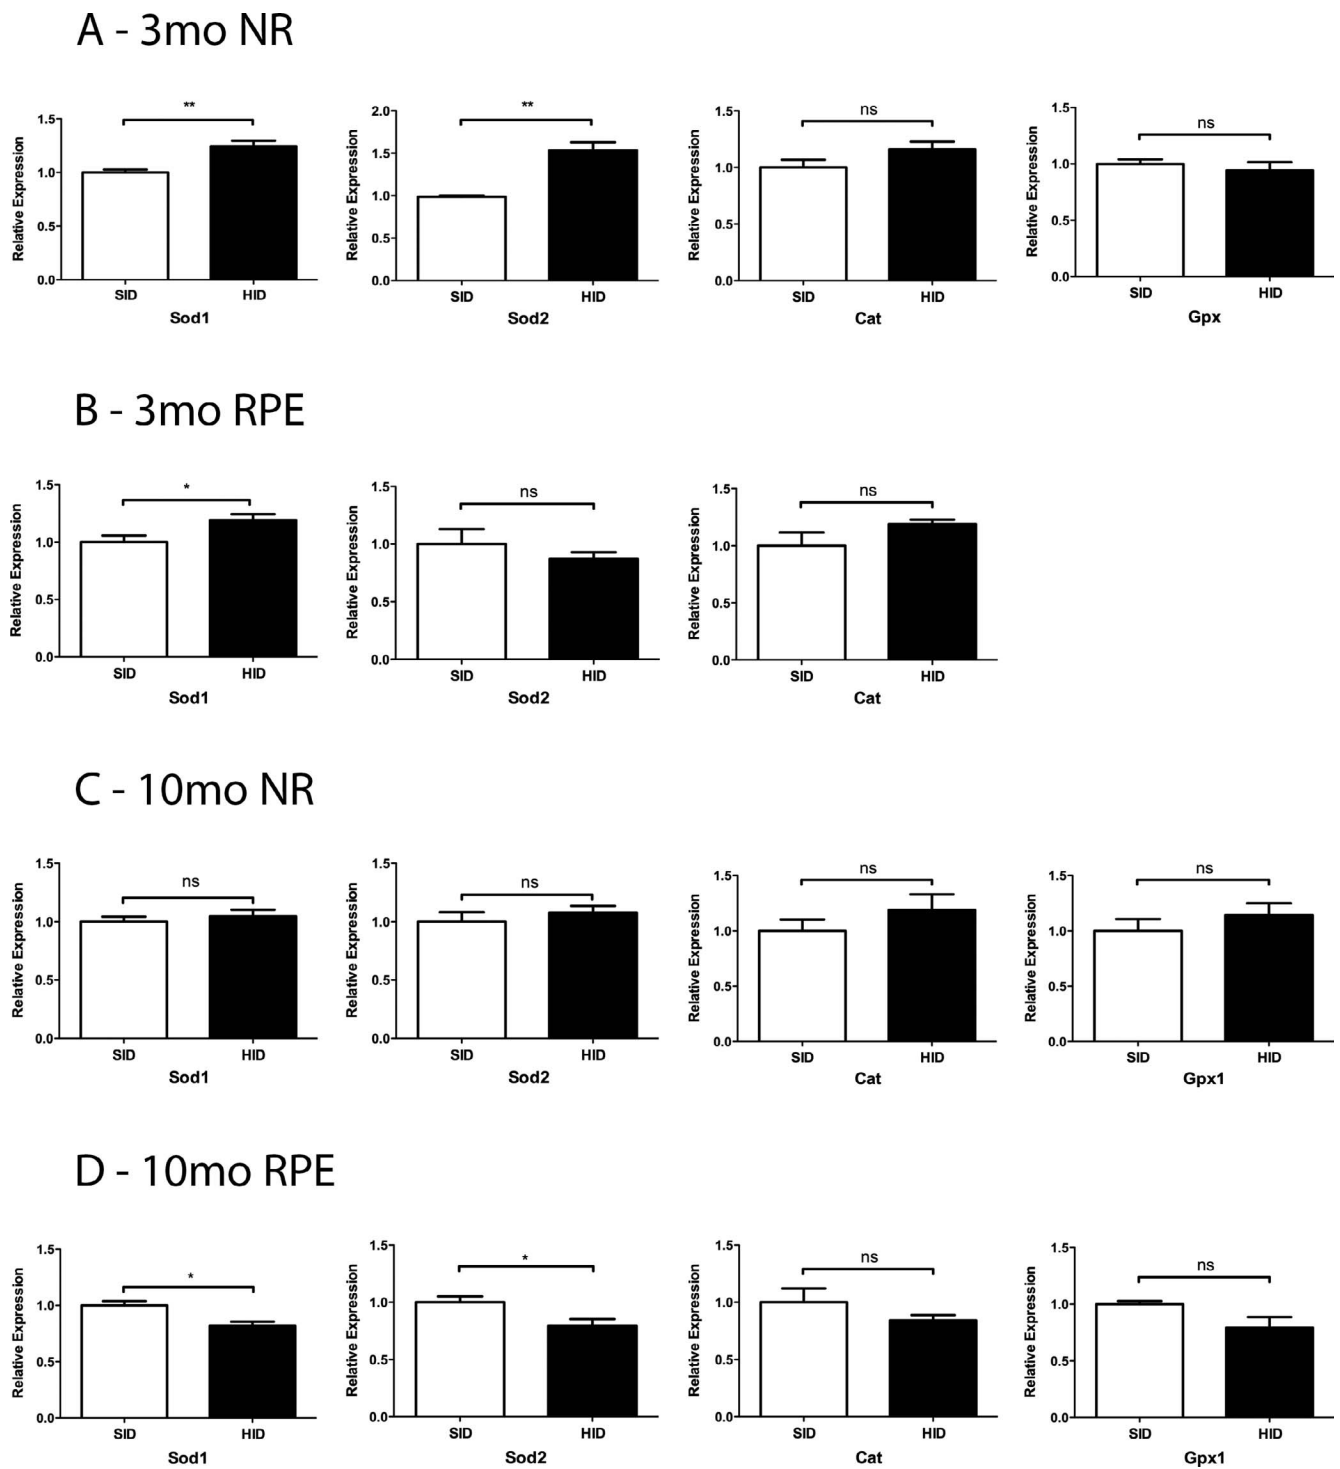 A - 3mo NR
Relative Expression
1.5
1.0
0.5
0.0
**
SID HID
Sod1
Relative Expression
2.0
1.5
1.0
0.5
0.0
**
SID HID
Sod2
Relative Expression
1.5
1.0
0.5
0.0
ns
SID HID
Cat
Relative Expression
1.5
1.0
0.5
0.0
ns
SID HID
Gpx
B - 3mo RPE
Relative Expression
1.5
1.0
0.5
0.0
*
SID HID
Sod1
Relative Expression
1.5
1.0
0.5
0.0
ns
SID HID
Sod2
Relative Expression
1.5
1.0
0.5
0.0
ns
SID HID
Cat
C - 10mo NR
Relative Expression
1.5
1.0
0.5
0.0
ns
SID HID
Sod1
Relative Expression
1.5
1.0
0.5
0.0
ns
SID HID
Sod2
Relative Expression
1.5
1.0
0.5
0.0
ns
SID HID
Cat
Relative Expression
1.5
1.0
0.5
0.0
ns
SID HID
Gpx1
D - 10mo RPE
Relative Expression
1.5
1.0
0.5
0.0
*
SID HID
Sod1
Relative Expression
1.5
1.0
0.5
0.0
*
SID HID
Sod2
Relative Expression
1.5
1.0
0.5
0.0
ns
SID HID
Cat
Relative Expression
1.5
1.0
0.5
0.0
ns
SID HID
Gpx1